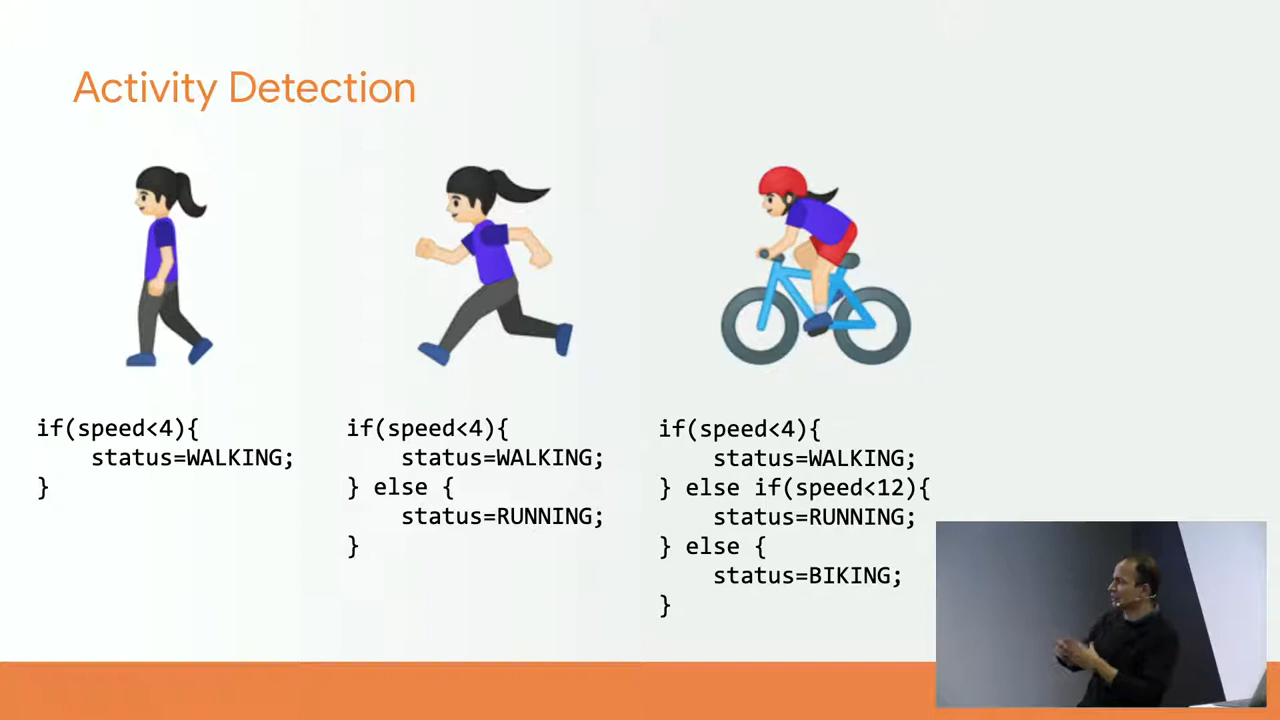 Activity Detection
if(speed<4){
    status=WALKING;
}
if(speed<4){
    status=WALKING;
} else {
    status=RUNNING;
}
if(speed<4){
    status=WALKING;
} else if(speed<12){
    status=RUNNING;
} else {
    status=BIKING;
}